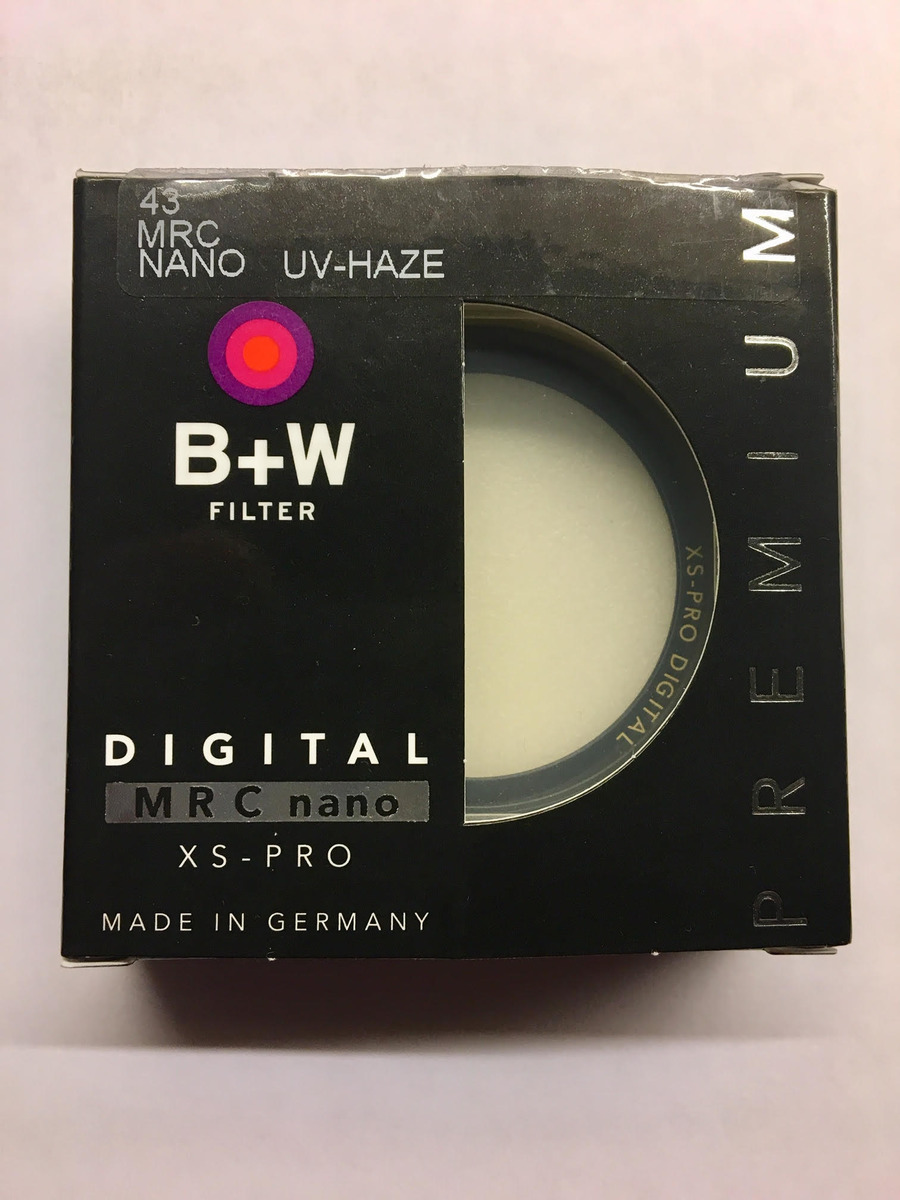 43
MRC
NANO UV-HAZE
B+W
FILTER
XS-PRO DIGITAL
DIGITAL
MRC nano
XS-PRO
MADE IN GERMANY
PREMIUM